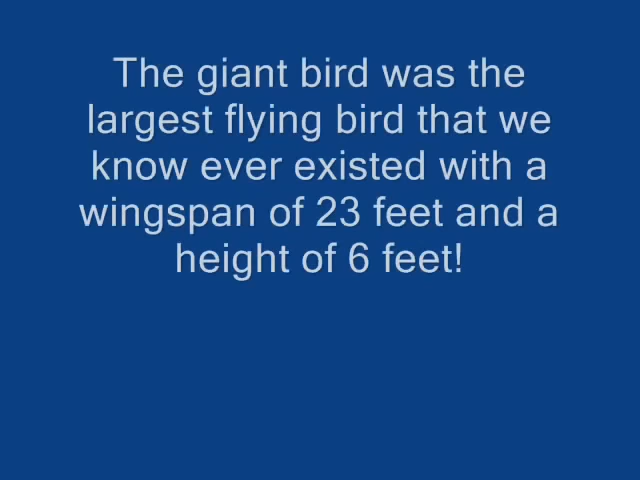 The giant bird was the
largest flying bird that we
know ever existed with a
wingspan of 23 feet and a
height of 6 feet!